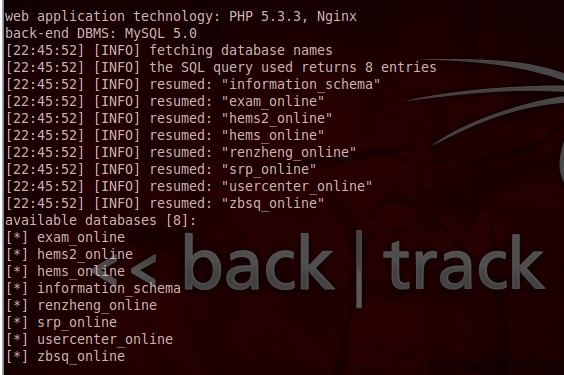 web application technology: PHP 5.3.3, Nginx
back-end DBMS: MySQL 5.0
[22:45:52] [INFO] fetching database names
[22:45:52] [INFO] the SQL query used returns 8 entries
[22:45:52] [INFO] resumed: "information_schema"
[22:45:52] [INFO] resumed: "exam_online"
[22:45:52] [INFO] resumed: "hems2_online"
[22:45:52] [INFO] resumed: "hems_online"
[22:45:52] [INFO] resumed: "renzheng_online"
[22:45:52] [INFO] resumed: "srp_online"
[22:45:52] [INFO] resumed: "usercenter_online"
[22:45:52] [INFO] resumed: "zbsq_online"
available databases [8]:
[*] exam_online
[*] hems2_online
[*] hems_online
[*] information_schema
[*] renzheng_online
[*] srp_online
[*] usercenter_online
[*] zbsq_online
<< back | track